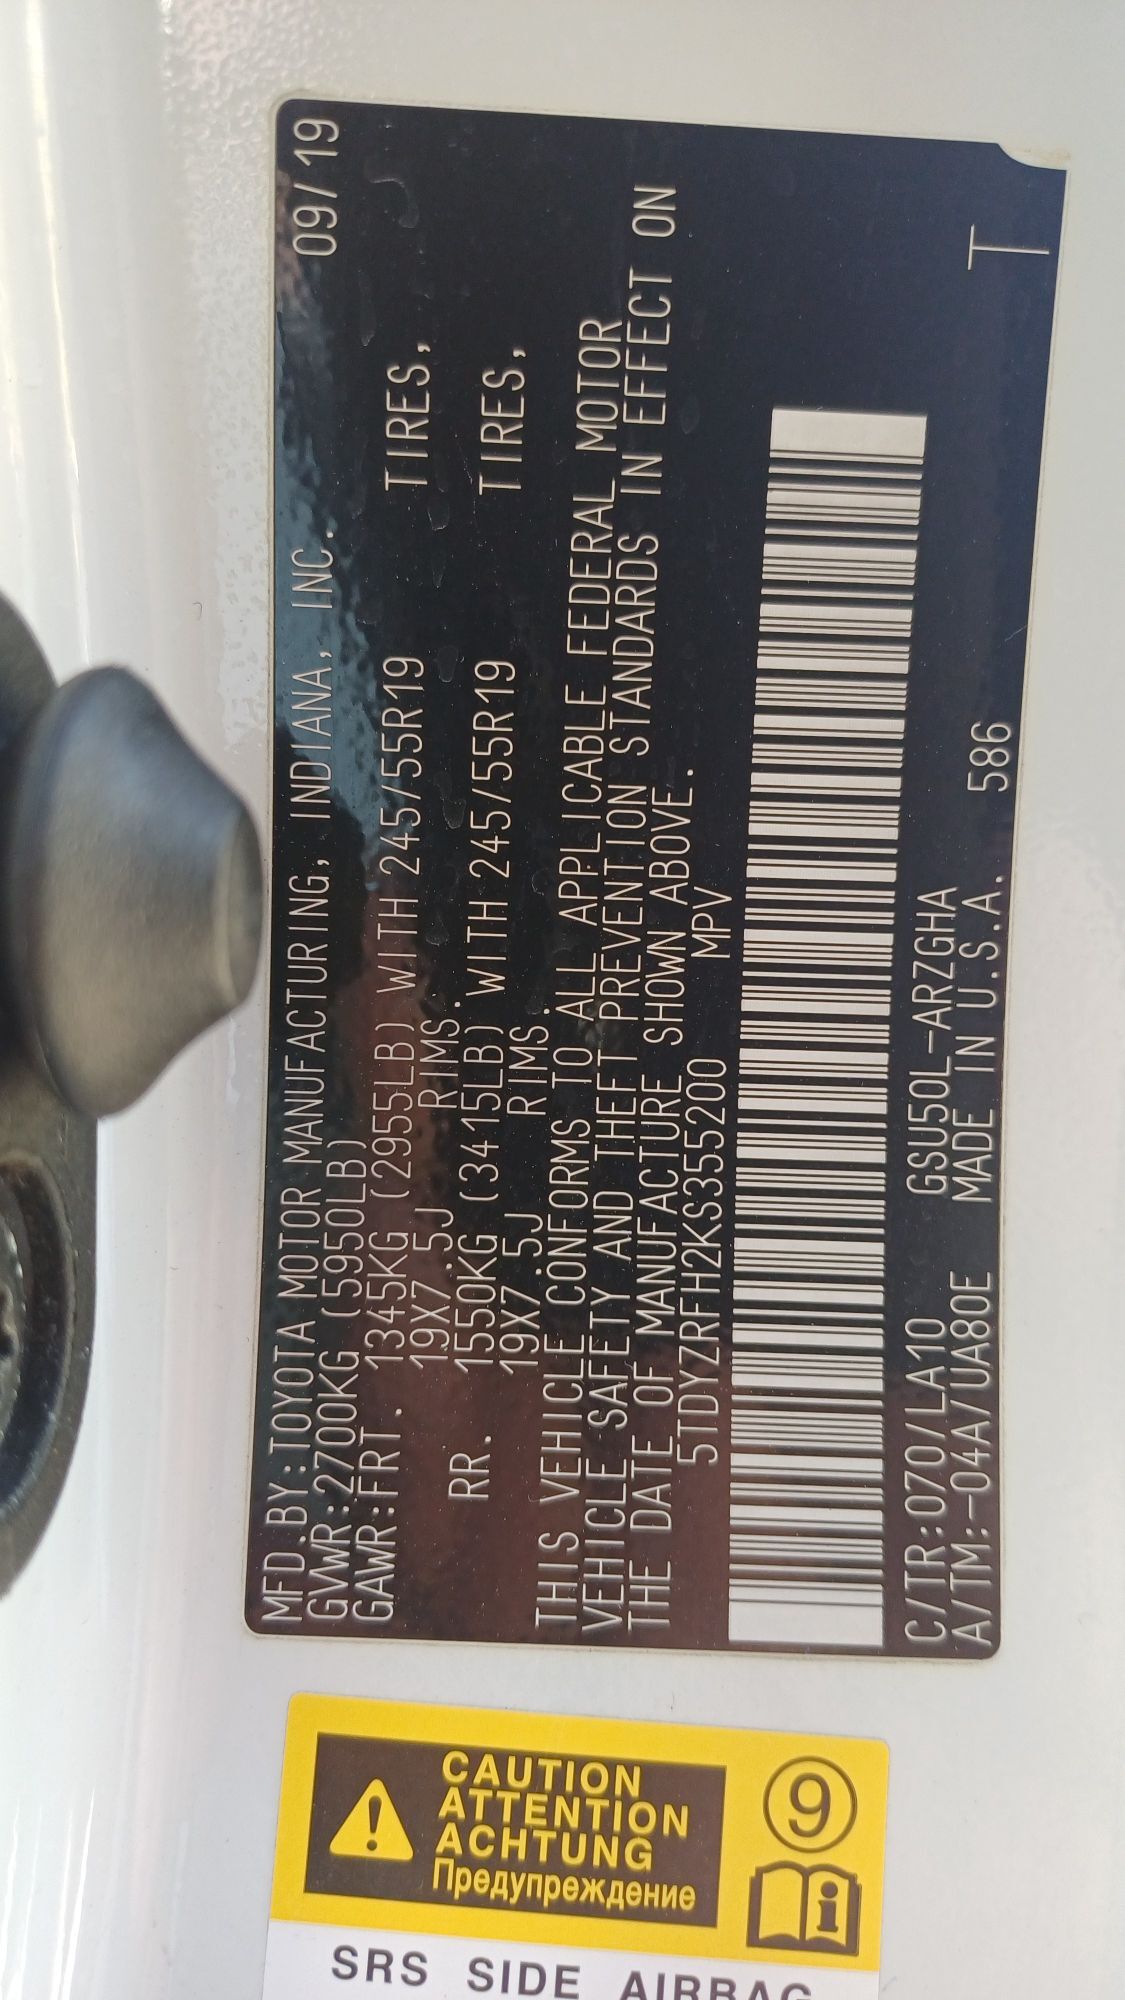 MFD.BY:TOYOTA MOTOR MANUFACTURING, INDIANA, INC. 09/19
GVWR:2700KG (5950LB)
GAWR:FRT. 1345KG (2955LB) WITH 245/55R19 TIRES,
19X7.5J RIMS.
RR. 1550KG (3415LB) WITH 245/55R19 TIRES,
19X7.5J RIMS.
THIS VEHICLE CONFORMS TO ALL APPLICABLE FEDERAL MOTOR
VEHICLE SAFETY AND THEFT PREVENTION STANDARDS IN EFFECT ON
THE DATE OF MANUFACTURE SHOWN ABOVE.
5TDYZRFH2KS355200 MPV
C/TR:070/LA10 GSU50L-ARZGHA
A/TM:-04A/UA80E MADE IN U.S.A. 586 T
CAUTION
ATTENTION
ACHTUNG
Предупреждение
9
i
SRS SIDE AIRBAG